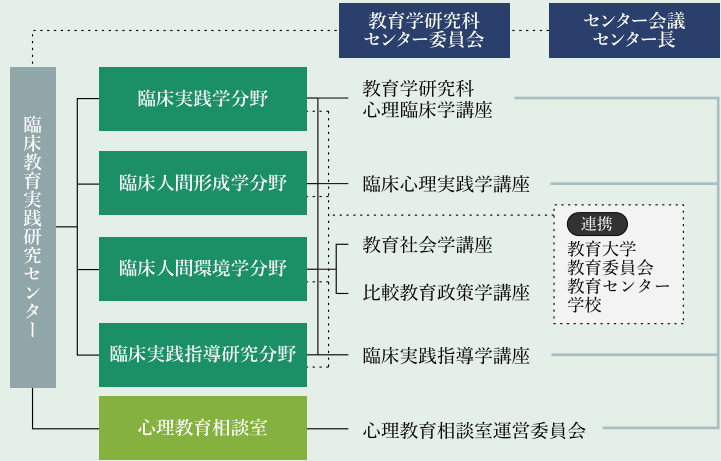 教育学研究科
センター委員会
センター会議
センター長
臨床教育実践研究センター
臨床実践学分野
臨床人間形成学分野
臨床人間環境学分野
臨床実践指導研究分野
心理教育相談室
教育学研究科
心理臨床学講座
臨床心理実践学講座
教育社会学講座
比較教育政策学講座
臨床実践指導学講座
心理教育相談室運営委員会
連携
教育大学
教育委員会
教育センター
学校